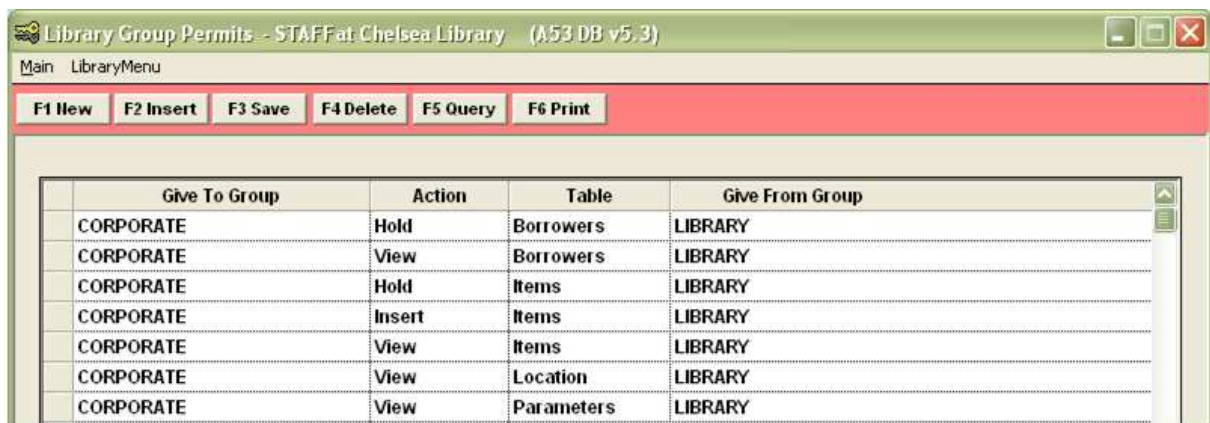 Library Group Permits - STAFFat Chelsea Library (A53 DB v5.3)
Main LibraryMenu
F1 New F2 Insert F3 Save F4 Delete F5 Query F6 Print
Give To Group Action Table Give From Group
CORPORATE Hold Borrowers LIBRARY
CORPORATE View Borrowers LIBRARY
CORPORATE Hold Items LIBRARY
CORPORATE Insert Items LIBRARY
CORPORATE View Items LIBRARY
CORPORATE View Location LIBRARY
CORPORATE View Parameters LIBRARY